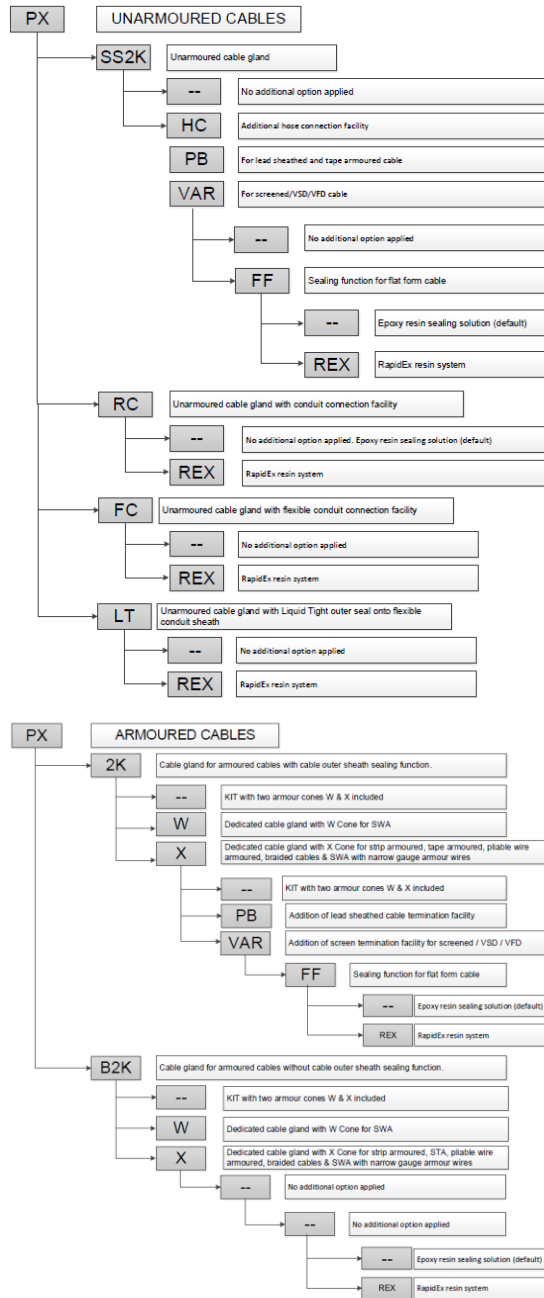 PX
UNARMOURED CABLES
SS2K
Unarmoured cable gland
--
No additional option applied
HC
Additional hose connection facility
PB
For lead sheathed and tape armoured cable
VAR
For screened/VSD/VFD cable
--
No additional option applied
FF
Sealing function for flat form cable
--
Epoxy resin sealing solution (default)
REX
RapidEx resin system
RC
Unarmoured cable gland with conduit connection facility
--
No additional option applied. Epoxy resin sealing solution (default)
REX
RapidEx resin system
FC
Unarmoured cable gland with flexible conduit connection facility
--
No additional option applied
REX
RapidEx resin system
LT
Unarmoured cable gland with Liquid Tight outer seal onto flexible
conduit sheath
--
No additional option applied
REX
RapidEx resin system
PX
ARMOURED CABLES
2K
Cable gland for armoured cables with cable outer sheath sealing function.
--
KIT with two armour cones W & X included
W
Dedicated cable gland with W Cone for SWA
X
Dedicated cable gland with X Cone for strip armoured, tape armoured, pliable wire
armoured, braided cables & SWA with narrow gauge armour wires
--
KIT with two armour cones W & X included
PB
Addition of lead sheathed cable termination facility
VAR
Addition of screen termination facility for screened / VSD / VFD
FF
Sealing function for flat form cable
--
Epoxy resin sealing solution (default)
REX
RapidEx resin system
B2K
Cable gland for armoured cables without cable outer sheath sealing function.
--
KIT with two armour cones W & X included
W
Dedicated cable gland with W Cone for SWA
X
Dedicated cable gland with X Cone for strip armoured, STA, pliable wire
armoured, braided cables & SWA with narrow gauge armour wires
--
No additional option applied
--
No additional option applied
--
Epoxy resin sealing solution (default)
REX
RapidEx resin system